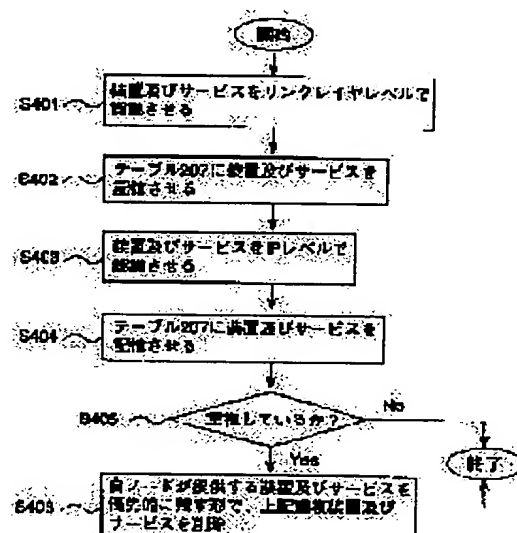 開始
S401
装置及びサービスをリンクレイヤレベルで
認識させる
S402
テーブル207に装置及びサービスを
記憶させる
S403
装置及びサービスをIPレベルで
認識させる
S404
テーブル207に装置及びサービスを
記憶させる
S405
重複しているか?
No
Yes
終了
S406
自ノードが提供する装置及びサービスを
優先的に残す形で、上記重複装置及び
サービスを削除